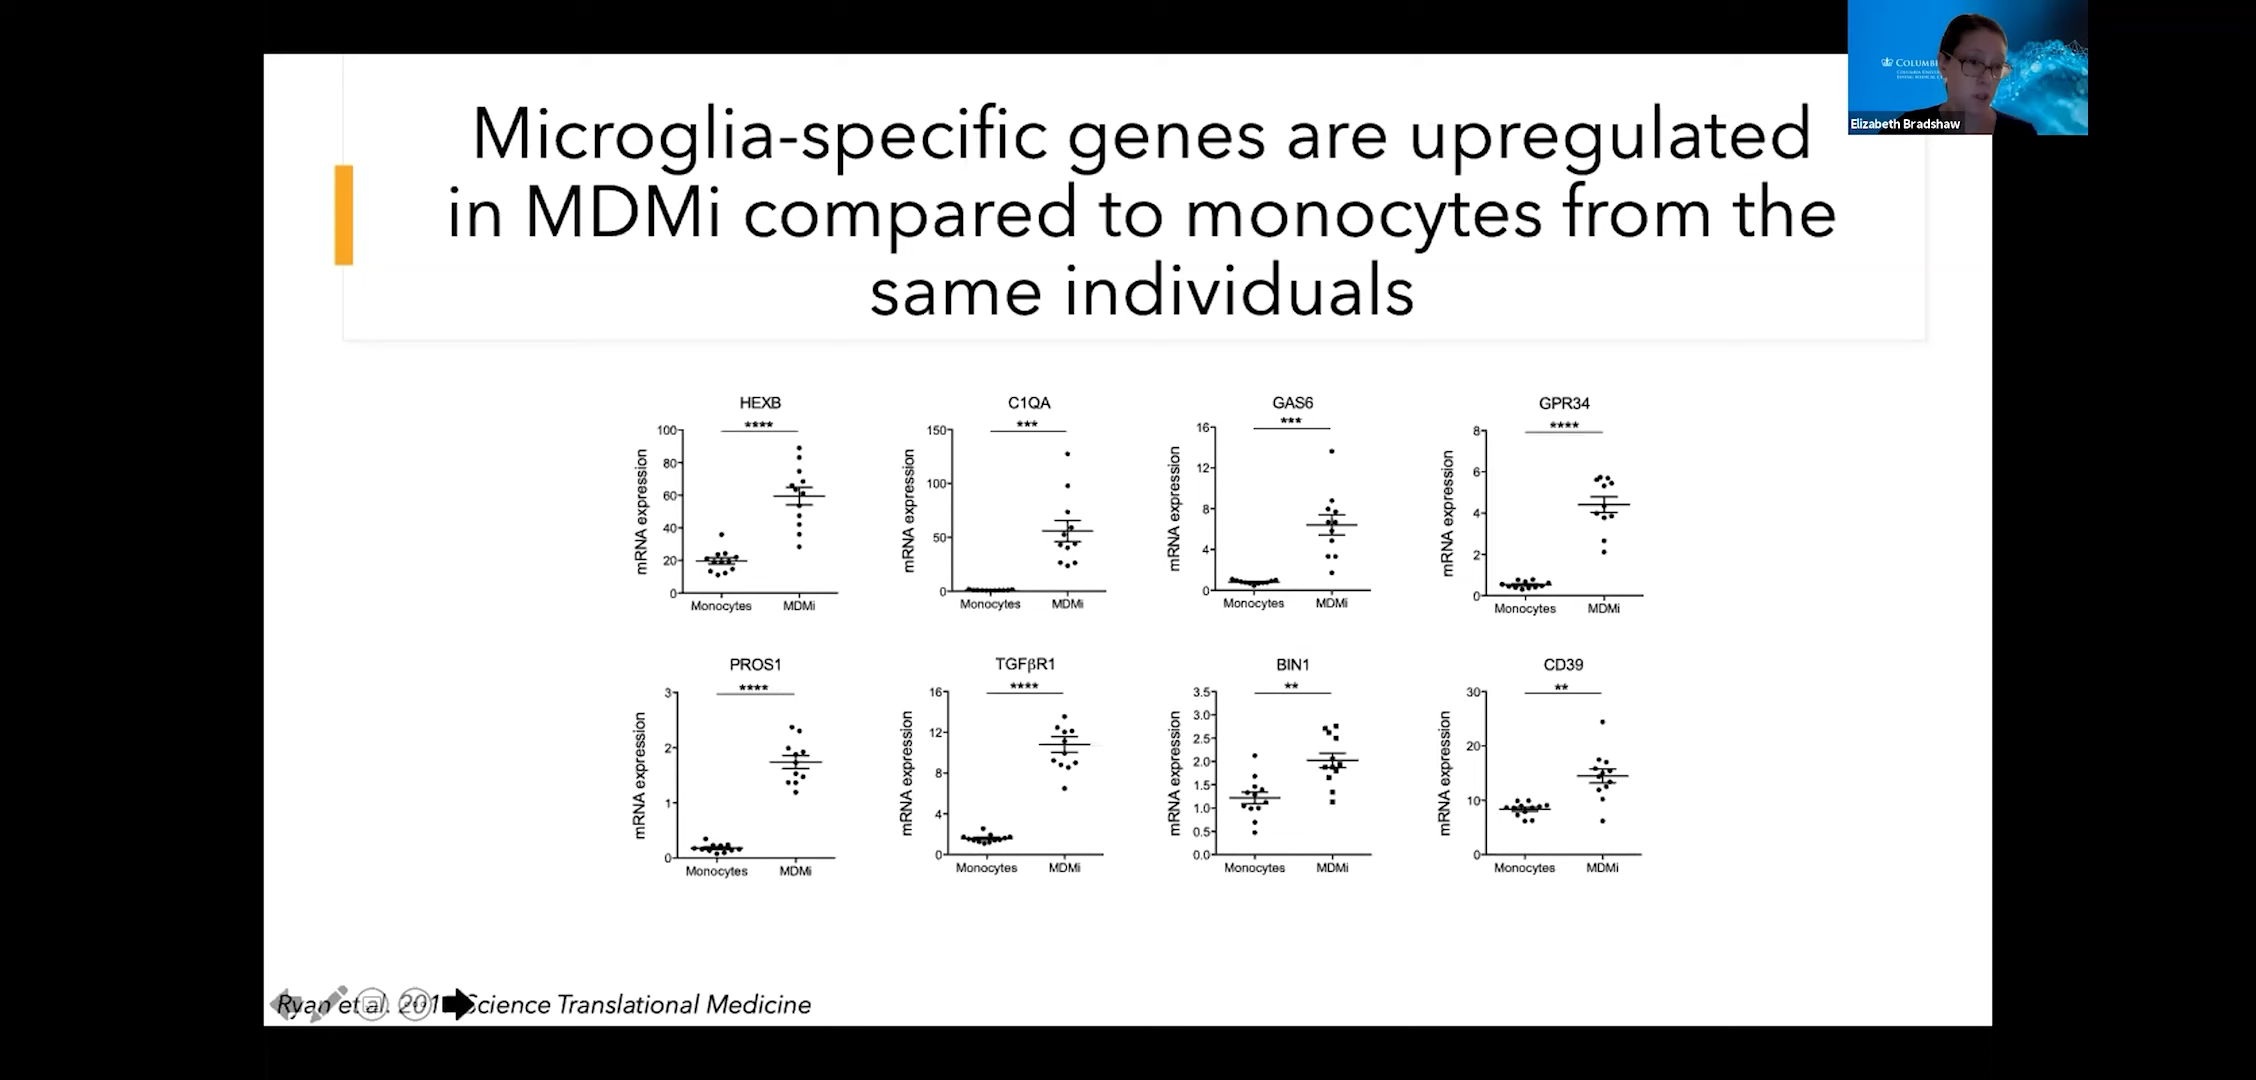 Elizabeth Bradshaw
Microglia-specific genes are upregulated
in MDMi compared to monocytes from the
same individuals
HEXB
****
mRNA expression
100
80
60
40
20
0
Monocytes MDMi
C1QA
***
mRNA expression
150
100
50
0
Monocytes MDMi
GAS6
***
mRNA expression
16
12
8
4
0
Monocytes MDMi
GPR34
****
mRNA expression
8
6
4
2
0
Monocytes MDMi
PROS1
****
mRNA expression
3
2
1
0
Monocytes MDMi
TGFβR1
****
mRNA expression
16
12
8
4
0
Monocytes MDMi
BIN1
**
mRNA expression
3.5
3.0
2.5
2.0
1.5
1.0
0.5
0.0
Monocytes MDMi
CD39
**
mRNA expression
30
20
10
0
Monocytes MDMi
Ryan et al. Science Translational Medicine